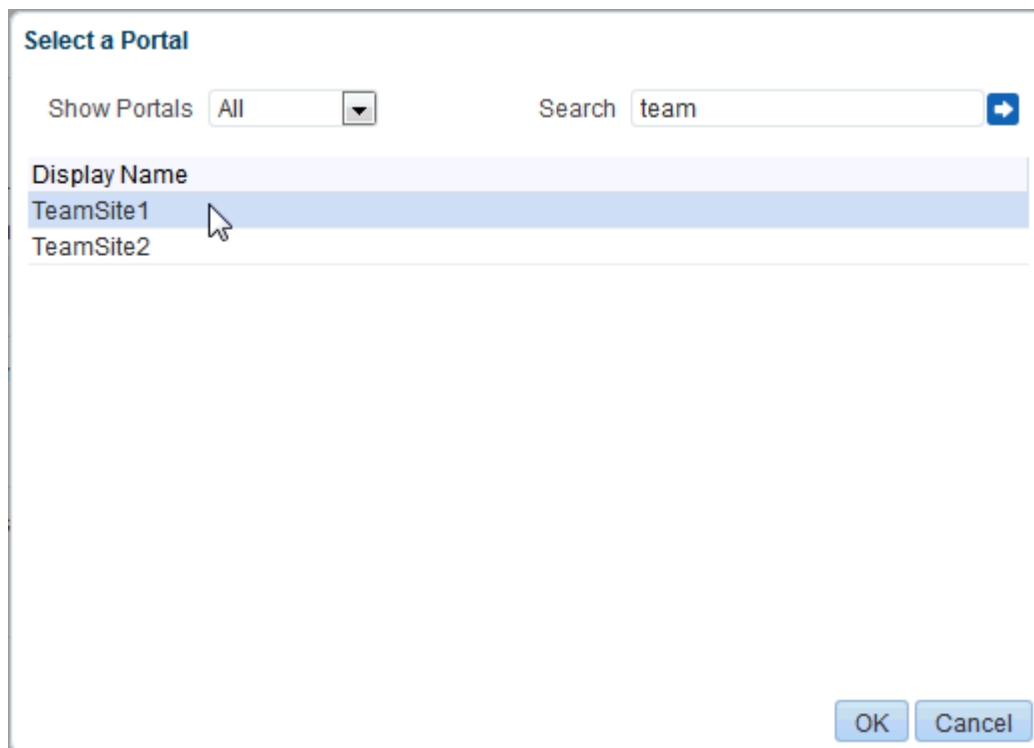 Select a Portal
Show Portals All Search team
Display Name
TeamSite1
TeamSite2
OK Cancel